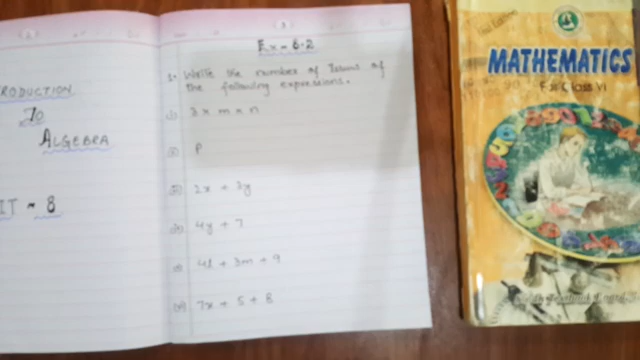 RODUCTION
To
ALGEBRA
IT ~ 8
Ex ~ 8.2
1. Write the number of Terms of
the following expressions.
(i) 3 x m x n
(ii) P
(iii) 2x + 3y
(iv) 4y + 7
(v) 4l + 3m + 9
(vi) 7x + 5 + 8
MATHEMATICS
For Class VI